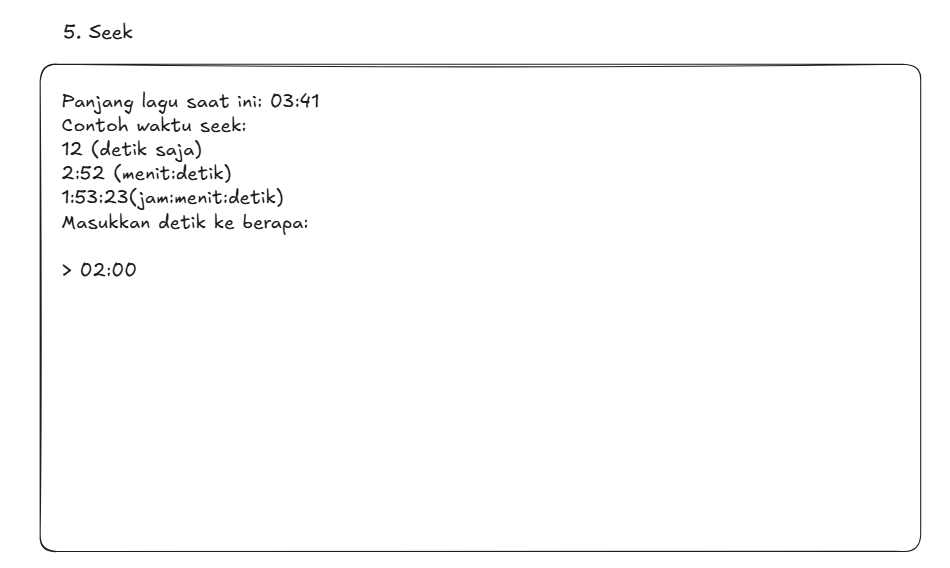 5. Seek
Panjang lagu saat ini: 03:41
Contoh waktu seek:
12 (detik saja)
2:52 (menit:detik)
1:53:23(jam:menit:detik)
Masukkan detik ke berapa:
> 02:00